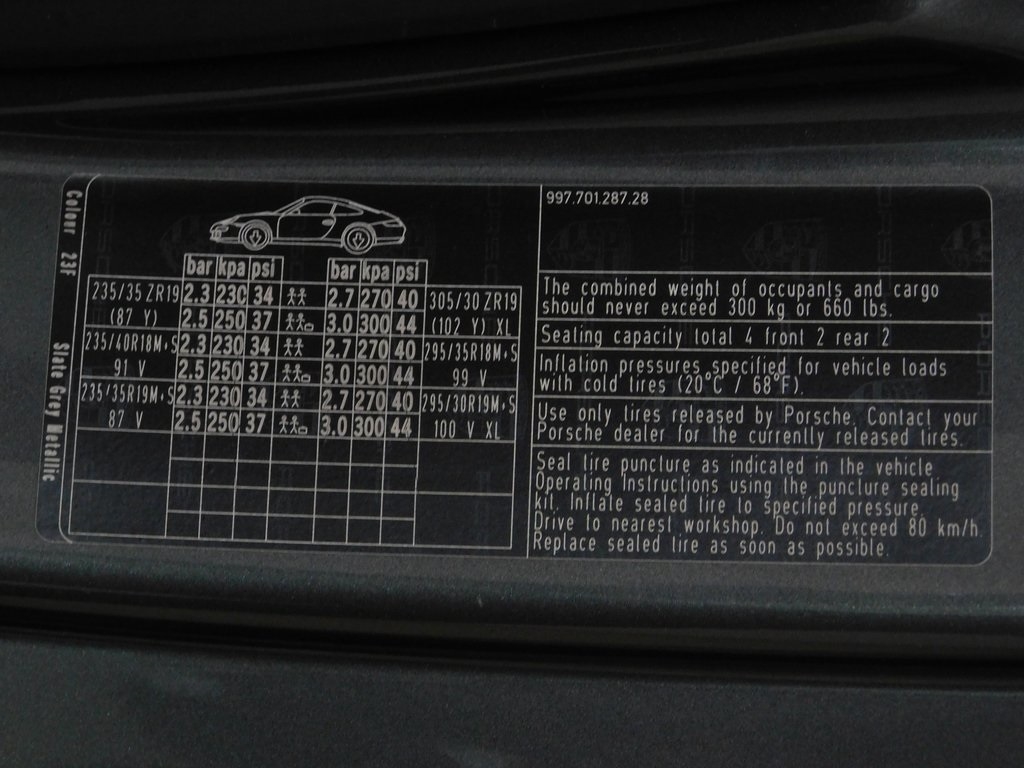 Colour 23F
Slate Grey Metallic
bar kpa psi bar kpa psi
235/35 ZR19 2.3 230 34 2.7 270 40 305/30 ZR19
(87 Y) 2.5 250 37 3.0 300 44 (102 Y) XL
235/40R18M+S 2.3 230 34 2.7 270 40 295/35R18M+S
91 V 2.5 250 37 3.0 300 44 99 V
235/35R19M+S 2.3 230 34 2.7 270 40 295/30R19M+S
87 V 2.5 250 37 3.0 300 44 100 V XL
997.701.287.28
The combined weight of occupants and cargo
should never exceed 300 kg or 660 lbs.
Seating capacity total 4 front 2 rear 2
Inflation pressures specified for vehicle loads
with cold tires (20°C / 68°F).
Use only tires released by Porsche. Contact your
Porsche dealer for the currently released tires.
Seal tire puncture as indicated in the vehicle
Operating Instructions using the puncture sealing
kit. Inflate sealed tire to specified pressure.
Drive to nearest workshop. Do not exceed 80 km/h.
Replace sealed tire as soon as possible.